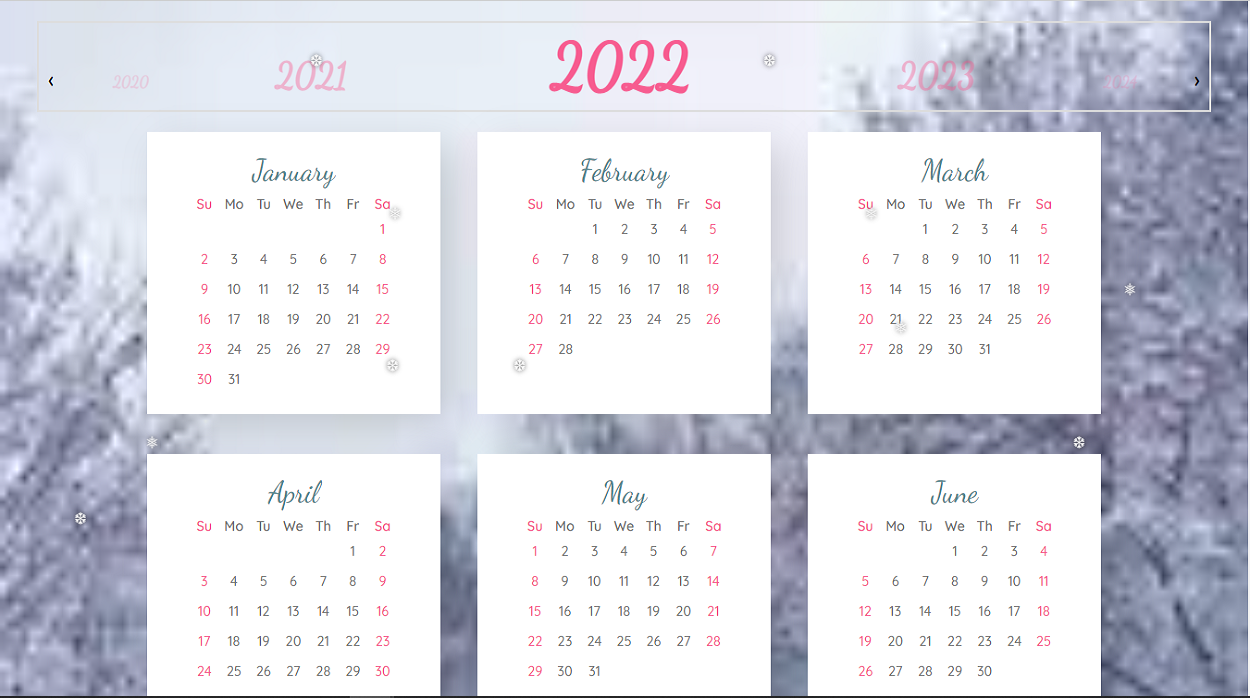 ‹ 2020 2021 2022 2023 2024 ›
January February March
Su Mo Tu We Th Fr Sa Su Mo Tu We Th Fr Sa Su Mo Tu We Th Fr Sa
1 1 2 3 4 5 1 2 3 4 5
2 3 4 5 6 7 8 6 7 8 9 10 11 12 6 7 8 9 10 11 12
9 10 11 12 13 14 15 13 14 15 16 17 18 19 13 14 15 16 17 18 19
16 17 18 19 20 21 22 20 21 22 23 24 25 26 20 21 22 23 24 25 26
23 24 25 26 27 28 29 27 28 27 28 29 30 31
30 31
April May June
Su Mo Tu We Th Fr Sa Su Mo Tu We Th Fr Sa Su Mo Tu We Th Fr Sa
1 2 1 2 3 4 5 6 7 1 2 3 4
3 4 5 6 7 8 9 8 9 10 11 12 13 14 5 6 7 8 9 10 11
10 11 12 13 14 15 16 15 16 17 18 19 20 21 12 13 14 15 16 17 18
17 18 19 20 21 22 23 22 23 24 25 26 27 28 19 20 21 22 23 24 25
24 25 26 27 28 29 30 29 30 31 26 27 28 29 30